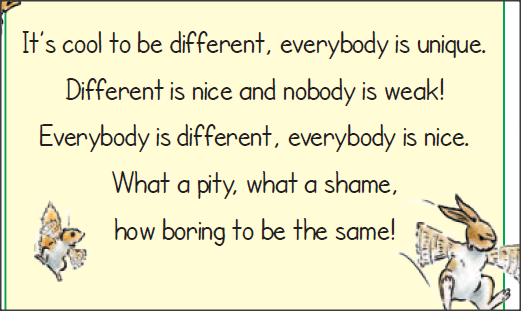 It's cool to be different, everybody is unique.
Different is nice and nobody is weak!
Everybody is different, everybody is nice.
What a pity, what a shame,
how boring to be the same!